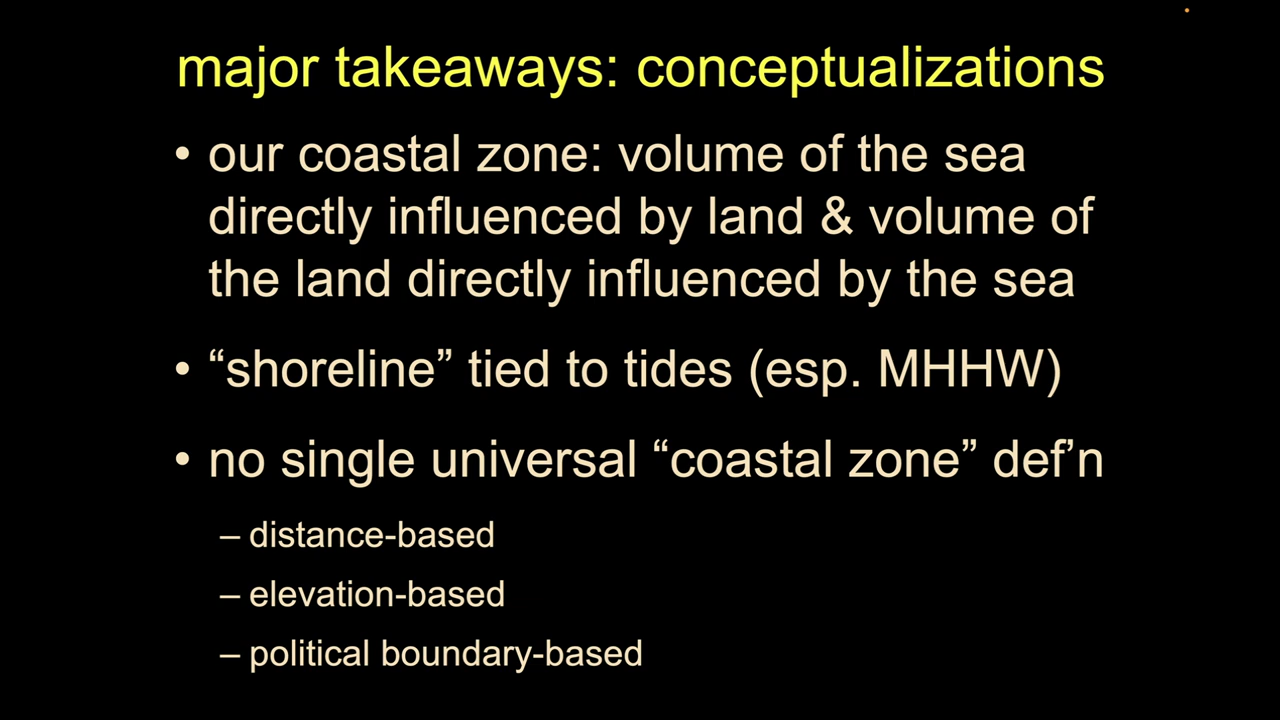 major takeaways: conceptualizations
• our coastal zone: volume of the sea
directly influenced by land & volume of
the land directly influenced by the sea
• “shoreline” tied to tides (esp. MHHW)
• no single universal “coastal zone” def’n
– distance-based
– elevation-based
– political boundary-based